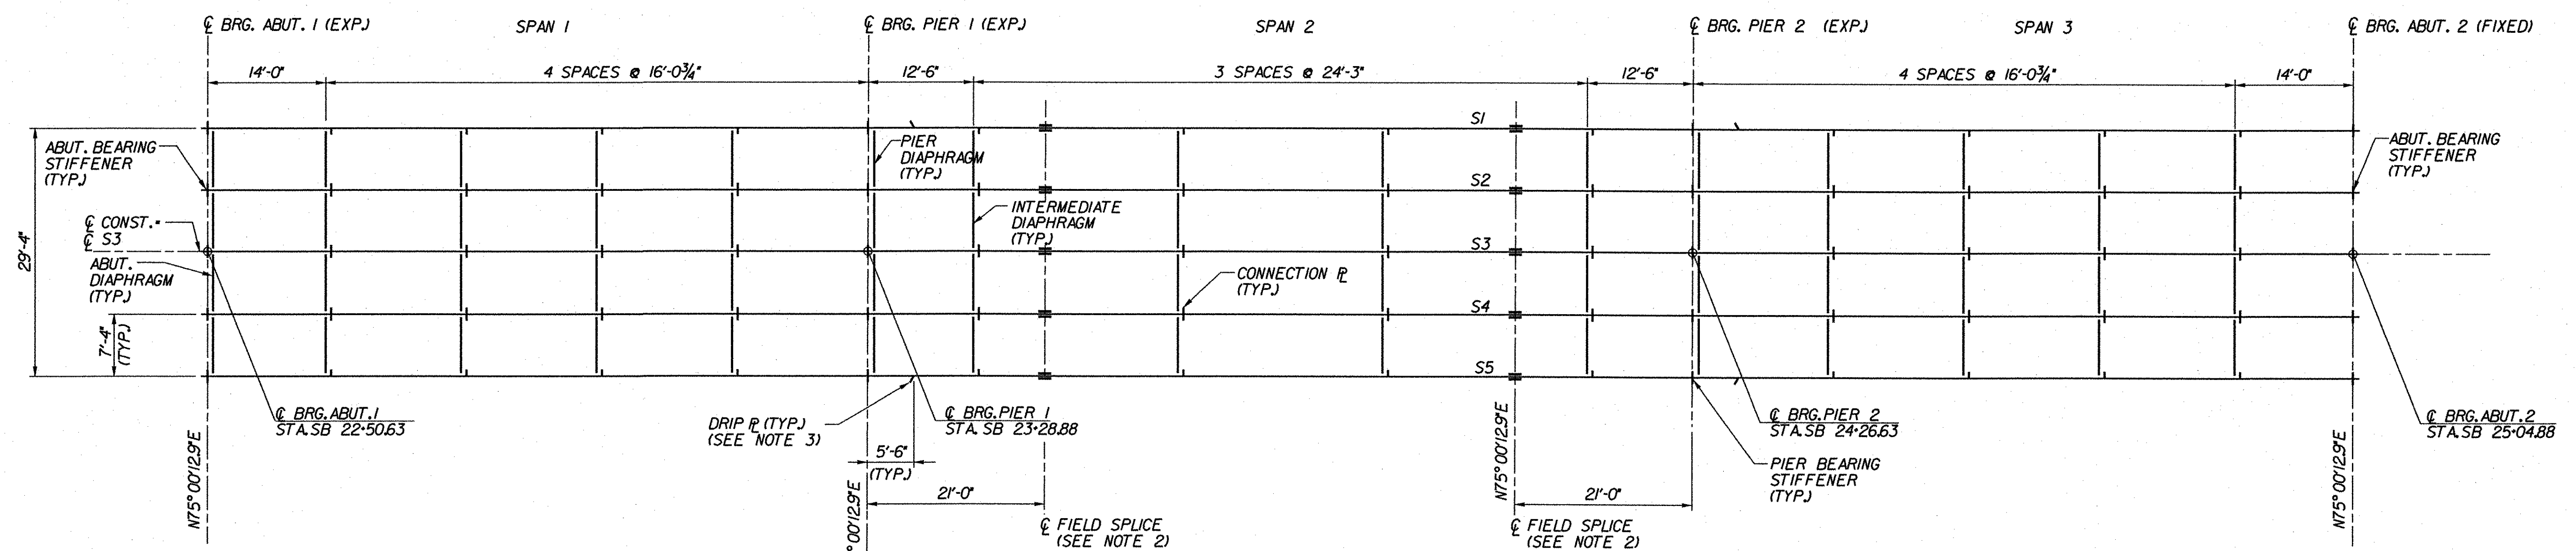 ℄ BRG. ABUT. 1 (EXP.)
SPAN 1
℄ BRG. PIER 1 (EXP.)
SPAN 2
℄ BRG. PIER 2 (EXP.)
SPAN 3
℄ BRG. ABUT. 2 (FIXED)
14'-0"
4 SPACES @ 16'-0¾"
12'-6"
3 SPACES @ 24'-3"
12'-6"
4 SPACES @ 16'-0¾"
14'-0"
S1
ABUT. BEARING
STIFFENER
(TYP.)
PIER
DIAPHRAGM
(TYP.)
ABUT. BEARING
STIFFENER
(TYP.)
S2
INTERMEDIATE
DIAPHRAGM
(TYP.)
℄ CONST.=
℄ S3
S3
29'-4"
ABUT.
DIAPHRAGM
(TYP.)
CONNECTION ℙL
(TYP.)
S4
7'-4"
(TYP.)
S5
℄ BRG. ABUT. 1
STA. SB 22+50.63
DRIP ℙL (TYP.)
(SEE NOTE 3)
℄ BRG. PIER 1
STA. SB 23+28.88
℄ BRG. PIER 2
STA. SB 24+26.63
℄ BRG. ABUT. 2
STA. SB 25+04.88
5'-6"
(TYP.)
PIER BEARING
STIFFENER
(TYP.)
N75°00'12.9"E
°00'12.9"E
N75°00'12.9"E
N75°00'12.9"E
21'-0"
21'-0"
℄ FIELD SPLICE
(SEE NOTE 2)
℄ FIELD SPLICE
(SEE NOTE 2)